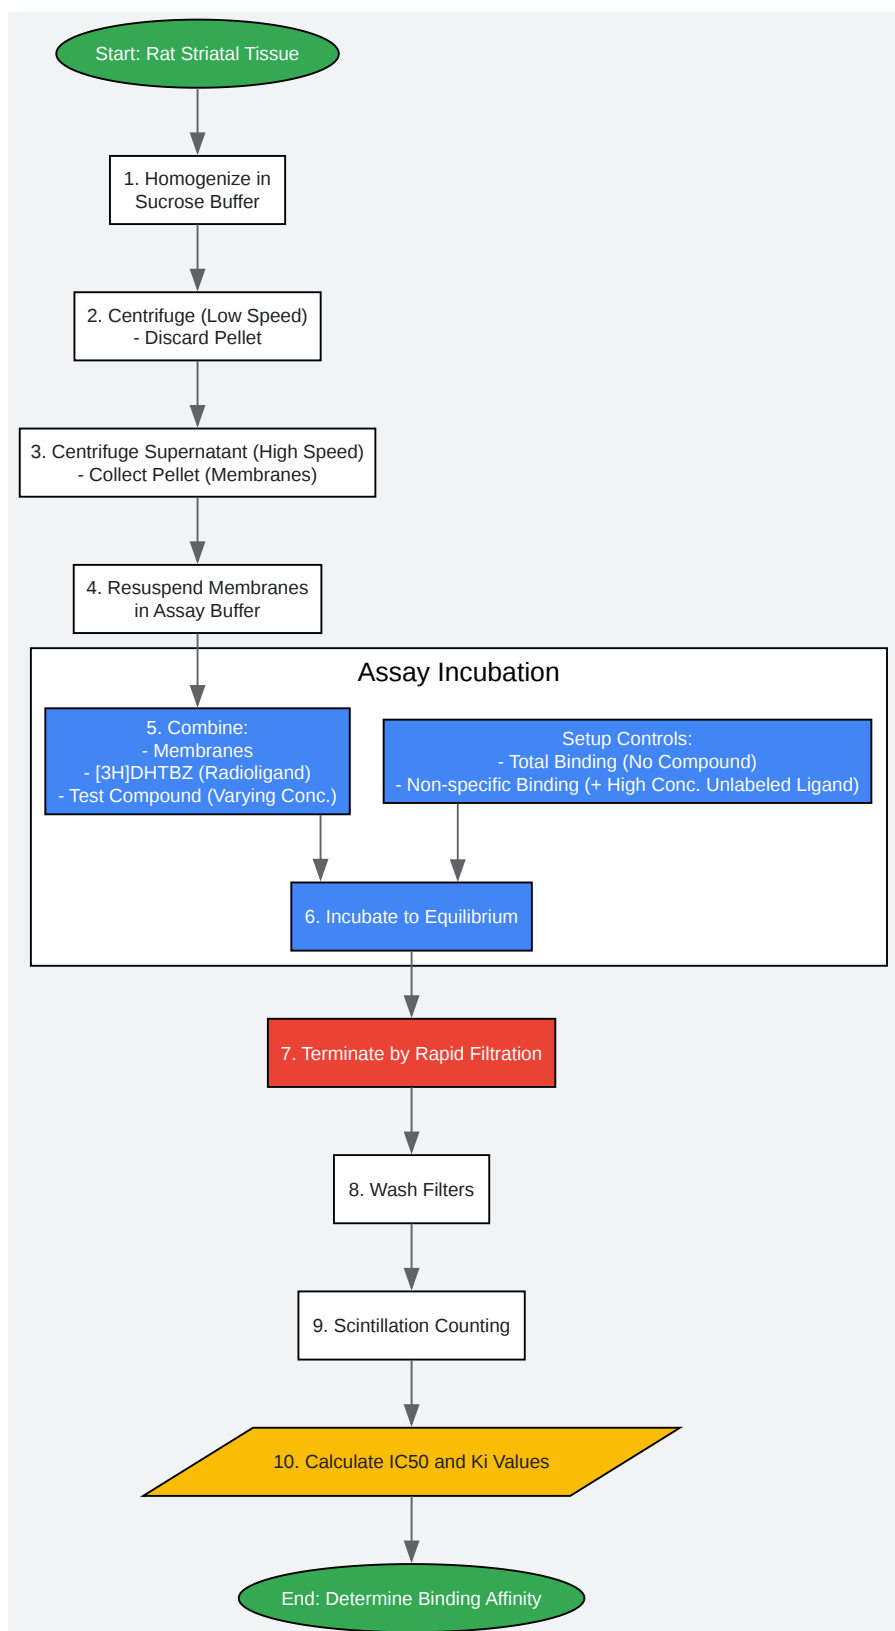 Start: Rat Striatal Tissue
1. Homogenize in
Sucrose Buffer
2. Centrifuge (Low Speed)
- Discard Pellet
3. Centrifuge Supernatant (High Speed)
- Collect Pellet (Membranes)
4. Resuspend Membranes
in Assay Buffer
Assay Incubation
5. Combine:
- Membranes
- [3H]DHTBZ (Radioligand)
- Test Compound (Varying Conc.)
Setup Controls:
- Total Binding (No Compound)
- Non-specific Binding (+ High Conc. Unlabeled Ligand)
6. Incubate to Equilibrium
7. Terminate by Rapid Filtration
8. Wash Filters
9. Scintillation Counting
10. Calculate IC50 and Ki Values
End: Determine Binding Affinity